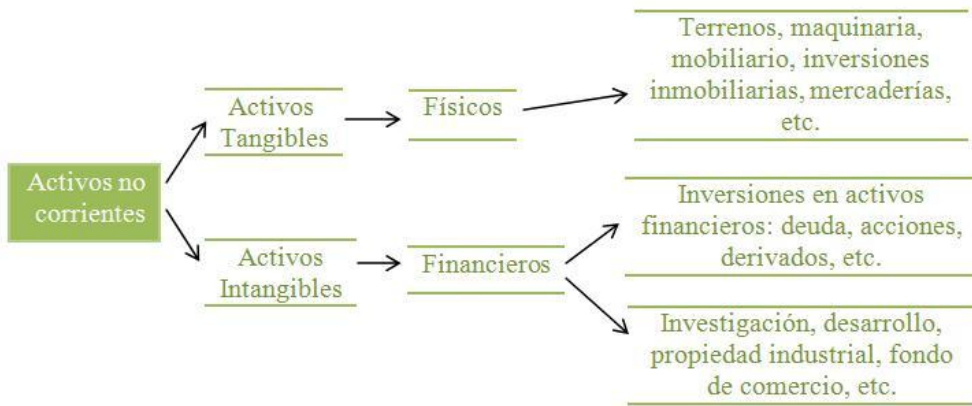 Activos no
corrientes
Activos
Tangibles
Físicos
Terrenos, maquinaria,
mobiliario, inversiones
inmobiliarias, mercaderías,
etc.
Activos
Intangibles
Financieros
Inversiones en activos
financieros: deuda, acciones,
derivados, etc.
Investigación, desarrollo,
propiedad industrial, fondo
de comercio, etc.